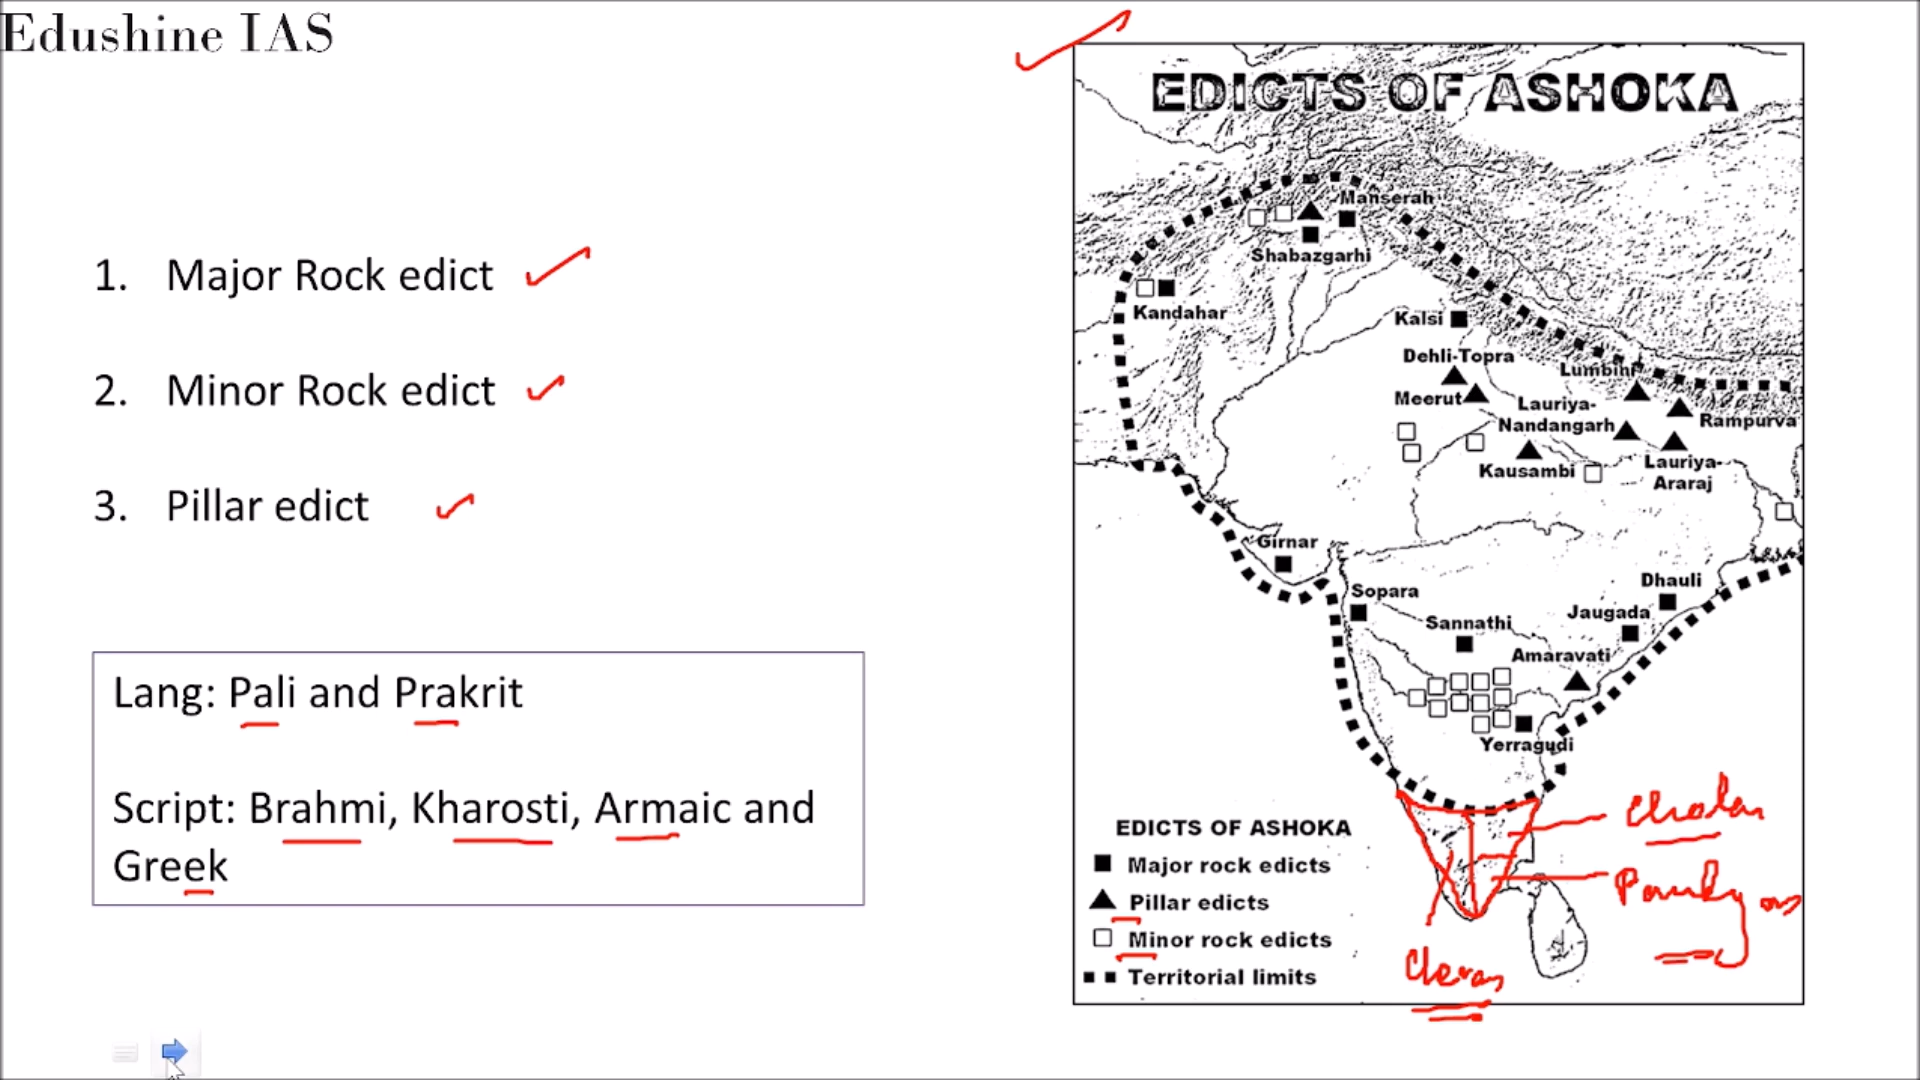 Edushine IAS
1. Major Rock edict
2. Minor Rock edict
3. Pillar edict
Lang: Pali and Prakrit
Script: Brahmi, Kharosti, Armaic and
Greek
EDICTS OF ASHOKA
Manserah
Shabazgarhi
Kandahar
Kalsi
Dehli-Topra
Lumbini
Meerut
Lauriya-
Nandangarh
Rampurva
Kausambi
Lauriya-
Araraj
Girnar
Sopara
Dhauli
Jaugada
Sannathi
Amaravati
Yerragudi
EDICTS OF ASHOKA
Major rock edicts
Pillar edicts
Minor rock edicts
Territorial limits
Cholas
Pandyas
Cheras